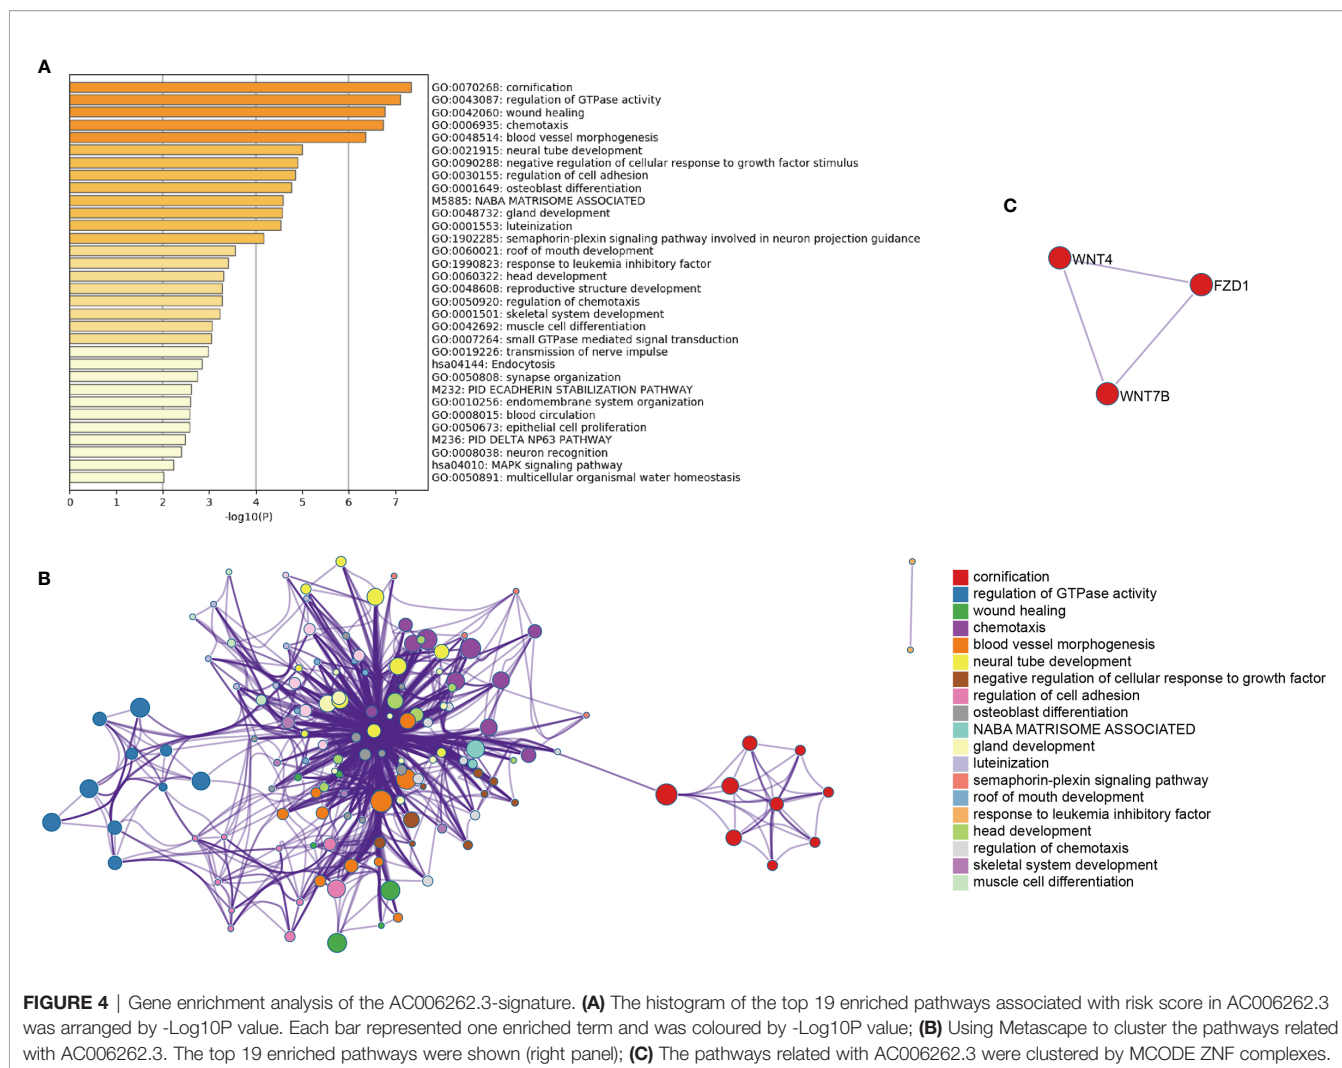 A
GO:0070268: cornification
GO:0043087: regulation of GTPase activity
GO:0042060: wound healing
GO:0006935: chemotaxis
GO:0048514: blood vessel morphogenesis
GO:0021915: neural tube development
GO:0090288: negative regulation of cellular response to growth factor stimulus
GO:0030155: regulation of cell adhesion
GO:0001649: osteoblast differentiation
M5885: NABA MATRISOME ASSOCIATED
GO:0048732: gland development
GO:0001553: luteinization
GO:1902285: semaphorin-plexin signaling pathway involved in neuron projection guidance
GO:0060021: roof of mouth development
GO:1990823: response to leukemia inhibitory factor
GO:0060322: head development
GO:0048608: reproductive structure development
GO:0050920: regulation of chemotaxis
GO:0001501: skeletal system development
GO:0042692: muscle cell differentiation
GO:0007264: small GTPase mediated signal transduction
GO:0019226: transmission of nerve impulse
hsa04144: Endocytosis
GO:0050808: synapse organization
M232: PID ECADHERIN STABILIZATION PATHWAY
GO:0010256: endomembrane system organization
GO:0008015: blood circulation
GO:0050673: epithelial cell proliferation
M236: PID DELTA NP63 PATHWAY
GO:0008038: neuron recognition
hsa04010: MAPK signaling pathway
GO:0050891: multicellular organismal water homeostasis
0 1 2 3 4 5 6 7
-log10(P)
C
WNT4
FZD1
WNT7B
B
cornification
regulation of GTPase activity
wound healing
chemotaxis
blood vessel morphogenesis
neural tube development
negative regulation of cellular response to growth factor
regulation of cell adhesion
osteoblast differentiation
NABA MATRISOME ASSOCIATED
gland development
luteinization
semaphorin-plexin signaling pathway
roof of mouth development
response to leukemia inhibitory factor
head development
regulation of chemotaxis
skeletal system development
muscle cell differentiation
FIGURE 4 | Gene enrichment analysis of the AC006262.3-signature. (A) The histogram of the top 19 enriched pathways associated with risk score in AC006262.3
was arranged by -Log10P value. Each bar represented one enriched term and was coloured by -Log10P value; (B) Using Metascape to cluster the pathways related
with AC006262.3. The top 19 enriched pathways were shown (right panel); (C) The pathways related with AC006262.3 were clustered by MCODE ZNF complexes.